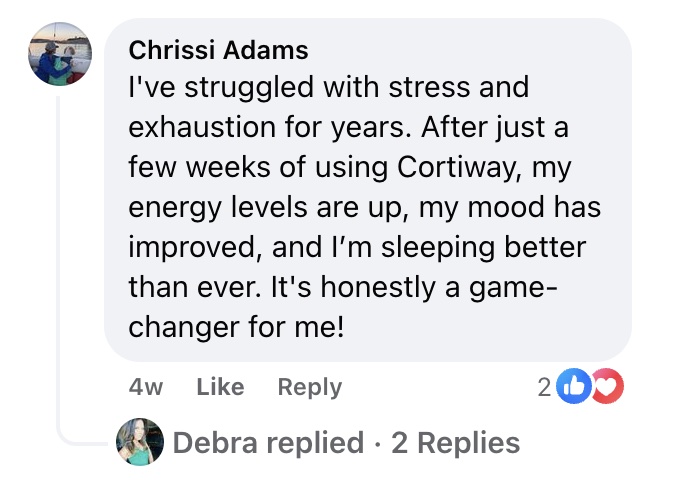 Chrissi Adams
I've struggled with stress and
exhaustion for years. After just a
few weeks of using Cortiway, my
energy levels are up, my mood has
improved, and I’m sleeping better
than ever. It's honestly a game-
changer for me!
4w Like Reply 2
Debra replied · 2 Replies